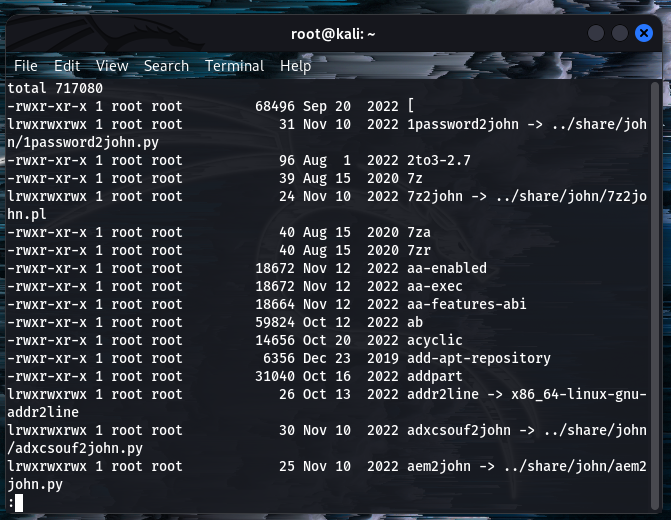 root@kali: ~
File Edit View Search Terminal Help
total 717080
-rwxr-xr-x 1 root root 68496 Sep 20 2022 [
lrwxrwxrwx 1 root root 31 Nov 10 2022 1password2john -> ../share/joh
n/1password2john.py
-rwxr-xr-x 1 root root 96 Aug 1 2022 2to3-2.7
-rwxr-xr-x 1 root root 39 Aug 15 2020 7z
lrwxrwxrwx 1 root root 24 Nov 10 2022 7z2john -> ../share/john/7z2jo
hn.pl
-rwxr-xr-x 1 root root 40 Aug 15 2020 7za
-rwxr-xr-x 1 root root 40 Aug 15 2020 7zr
-rwxr-xr-x 1 root root 18672 Nov 12 2022 aa-enabled
-rwxr-xr-x 1 root root 18672 Nov 12 2022 aa-exec
-rwxr-xr-x 1 root root 18664 Nov 12 2022 aa-features-abi
-rwxr-xr-x 1 root root 59824 Oct 12 2022 ab
-rwxr-xr-x 1 root root 14656 Oct 20 2022 acyclic
-rwxr-xr-x 1 root root 6356 Dec 23 2019 add-apt-repository
-rwxr-xr-x 1 root root 31040 Oct 16 2022 addpart
lrwxrwxrwx 1 root root 26 Oct 13 2022 addr2line -> x86_64-linux-gnu-
addr2line
lrwxrwxrwx 1 root root 30 Nov 10 2022 adxcsouf2john -> ../share/john
/adxcsouf2john.py
lrwxrwxrwx 1 root root 25 Nov 10 2022 aem2john -> ../share/john/aem2
john.py
: